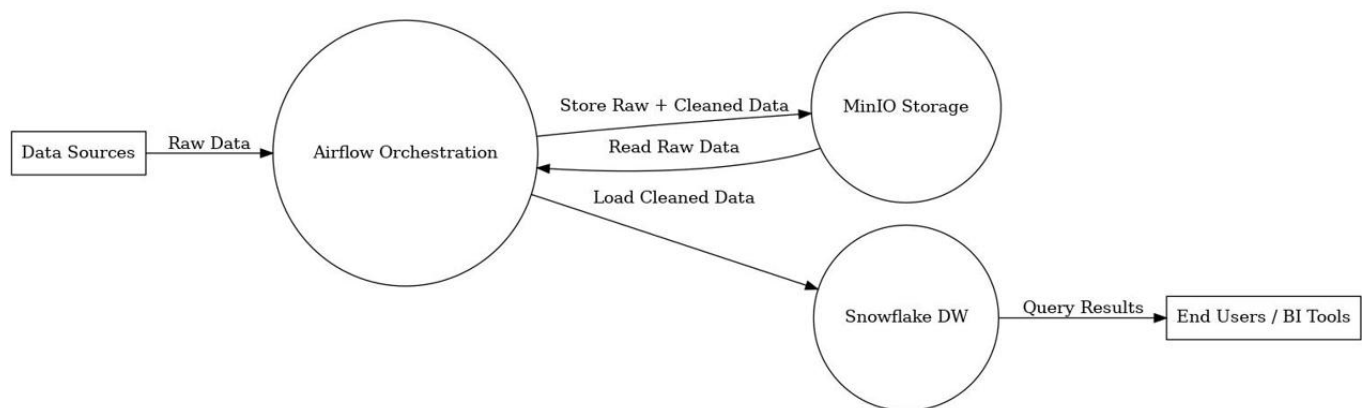 Data Sources
Raw Data
Airflow Orchestration
Store Raw + Cleaned Data
Read Raw Data
Load Cleaned Data
MinIO Storage
Snowflake DW
Query Results
End Users / BI Tools